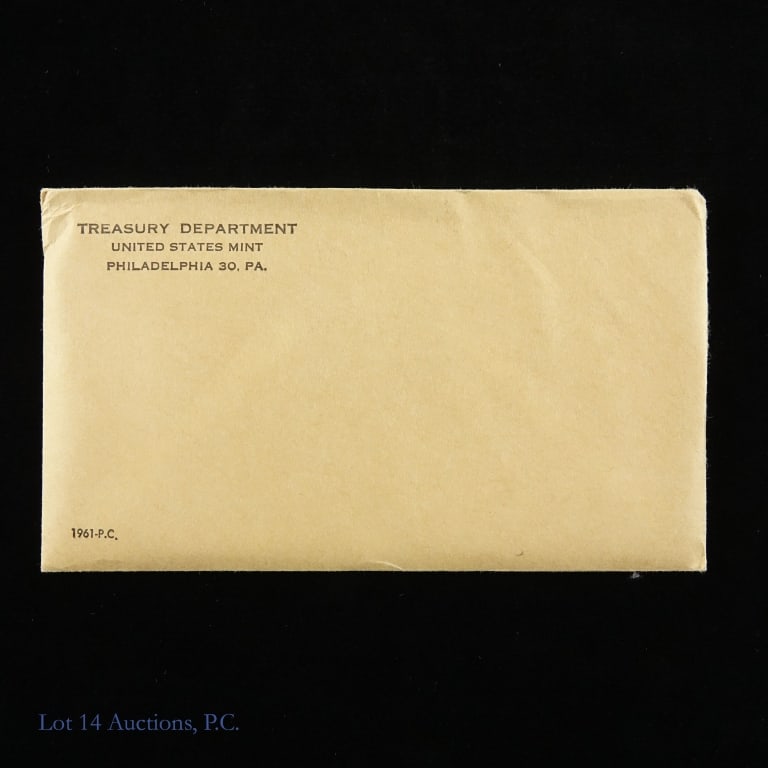 TREASURY DEPARTMENT
UNITED STATES MINT
PHILADELPHIA 30, PA.
1961-P.C.
Lot 14 Auctions, P.C.